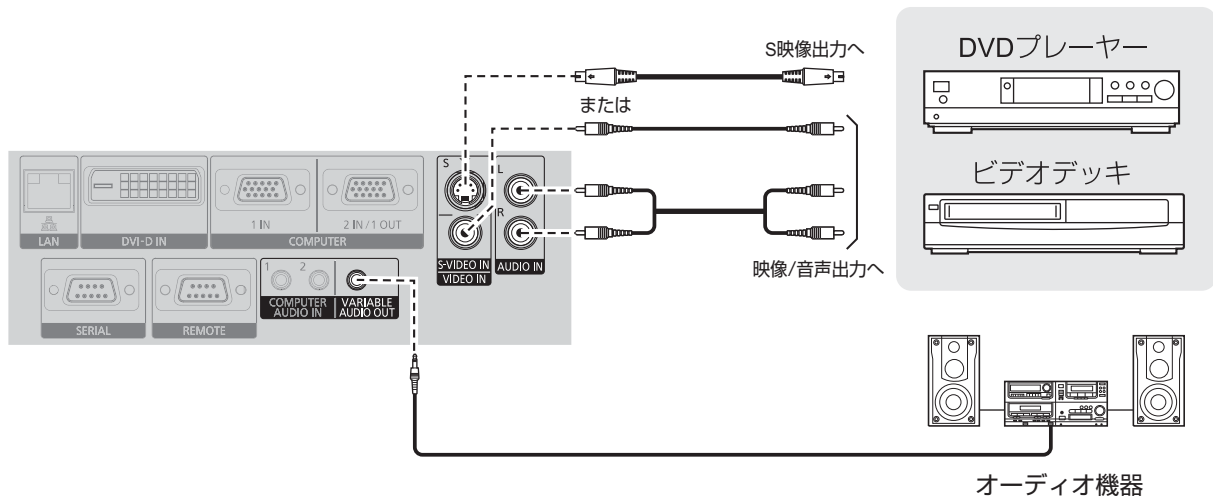 S映像出力へ
または
DVDプレーヤー
ビデオデッキ
映像/音声出力へ
S
L
R
1 IN
2 IN / 1 OUT
LAN
DVI-D IN
COMPUTER
S-VIDEO IN
VIDEO IN
AUDIO IN
1
2
SERIAL
REMOTE
COMPUTER
AUDIO IN
VARIABLE
AUDIO OUT
オーディオ機器